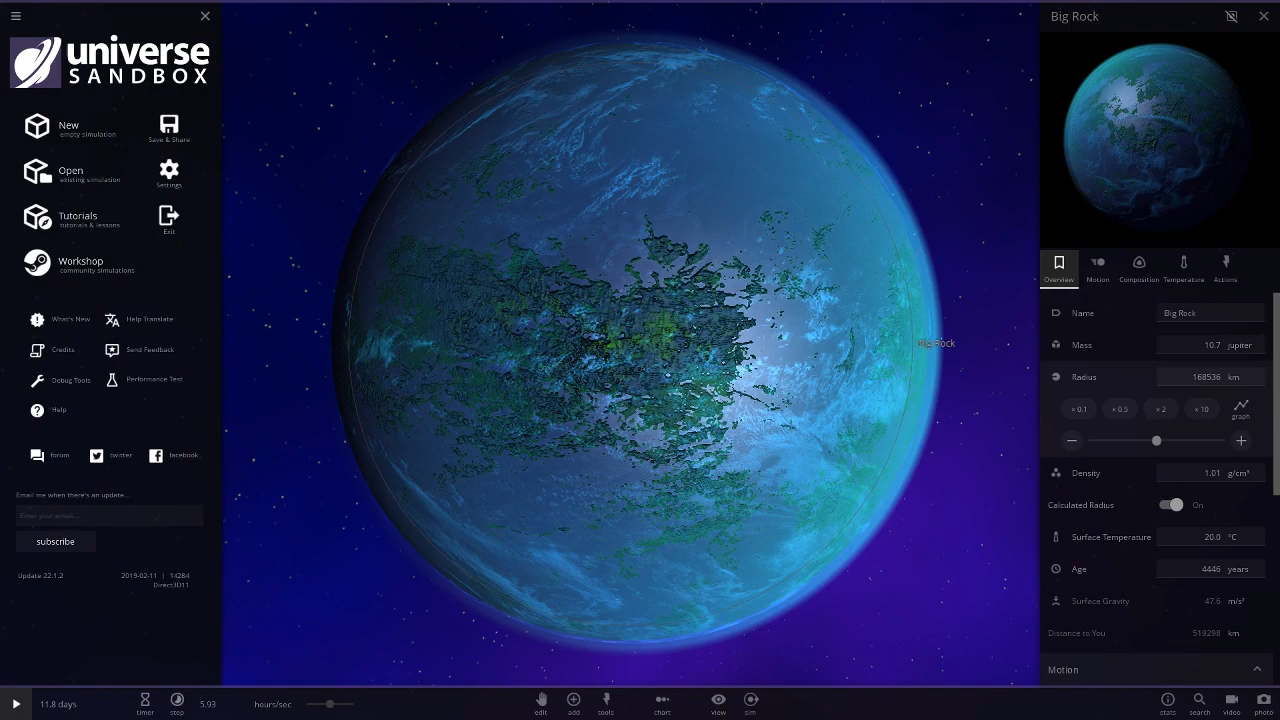 universe
SANDBOX
New
empty simulation
Save & Share
Open
existing simulation
Settings
Tutorials
tutorials & lessons
Exit
Workshop
community simulations
What's New
Help Translate
Credits
Send Feedback
Debug Tools
Performance Test
Help
forum
twitter
facebook
Email me when there's an update...
Enter your email...
subscribe
Update 22.1.2
2019-02-11 | 14284
Direct3D11
Big Rock
Big Rock
Overview
Motion
Composition
Temperature
Actions
Name
Big Rock
Mass
10.7 jupiter
Radius
168536 km
× 0.1
× 0.5
× 2
× 10
graph
Density
1.01 g/cm³
Calculated Radius
On
Surface Temperature
20.0 °C
Age
4446 years
Surface Gravity
47.6 m/s²
Distance to You
519298 km
Motion
11.8 days
timer
step
5.93
hours/sec
edit
add
tools
chart
view
sim
stats
search
video
photo